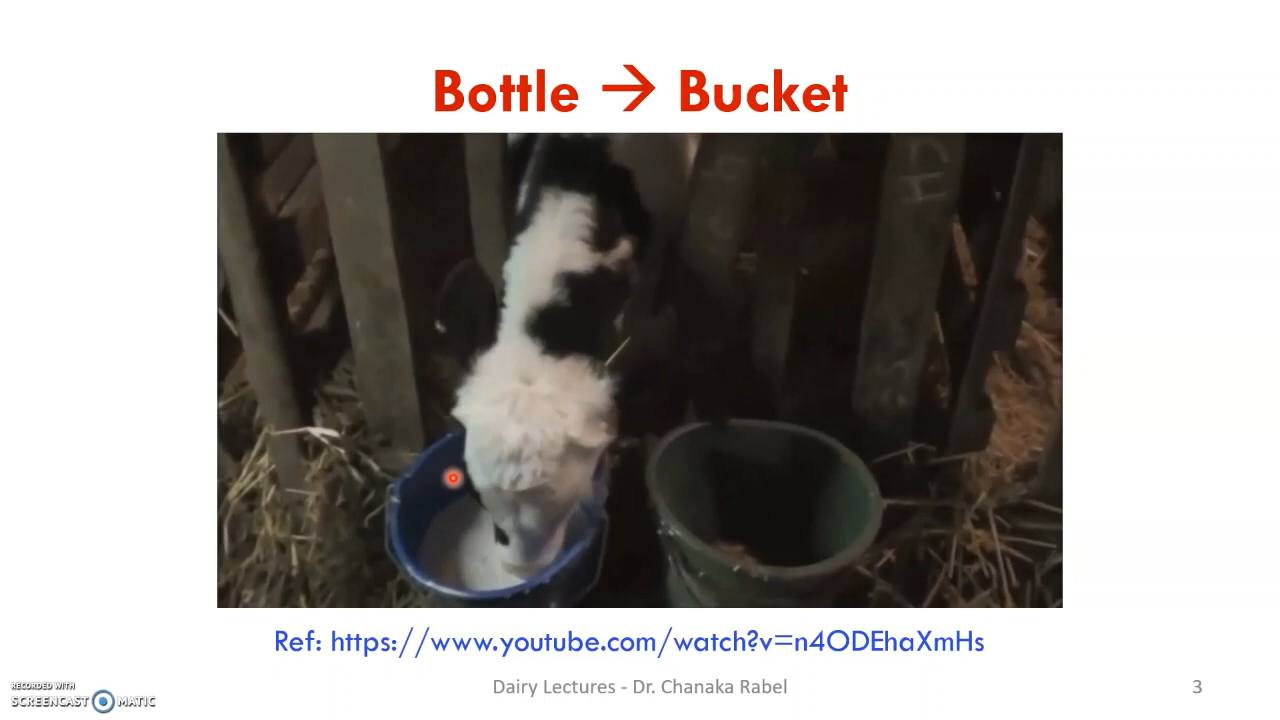 Bottle → Bucket
Ref: https://www.youtube.com/watch?v=n4ODEhaXmHs
Dairy Lectures - Dr. Chanaka Rabel
3
RECORDED WITH
SCREENCAST MATIC